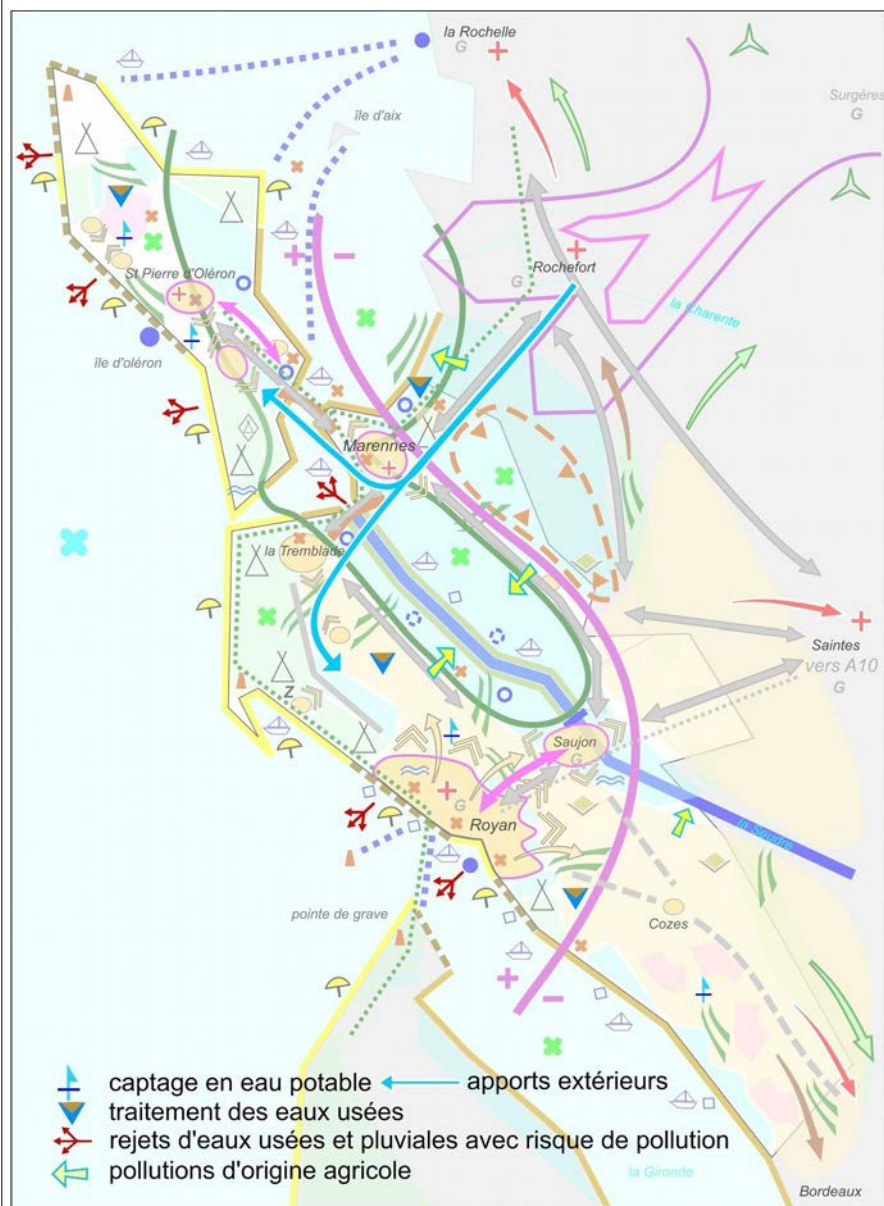 la Rochelle
G
île d'aix
Surgéres
G
St Pierre d'Oléron
G
Rochefort
la Charente
île d'oléron
Marennes
la Tremblade
Saintes
vers A10
G
Z
Saujon
G
G
Royan
la Seudre
pointe de grave
Cozes
captage en eau potable
apports extérieurs
traitement des eaux usées
rejets d'eaux usées et pluviales avec risque de pollution
pollutions d'origine agricole
la Gironde
Bordeaux